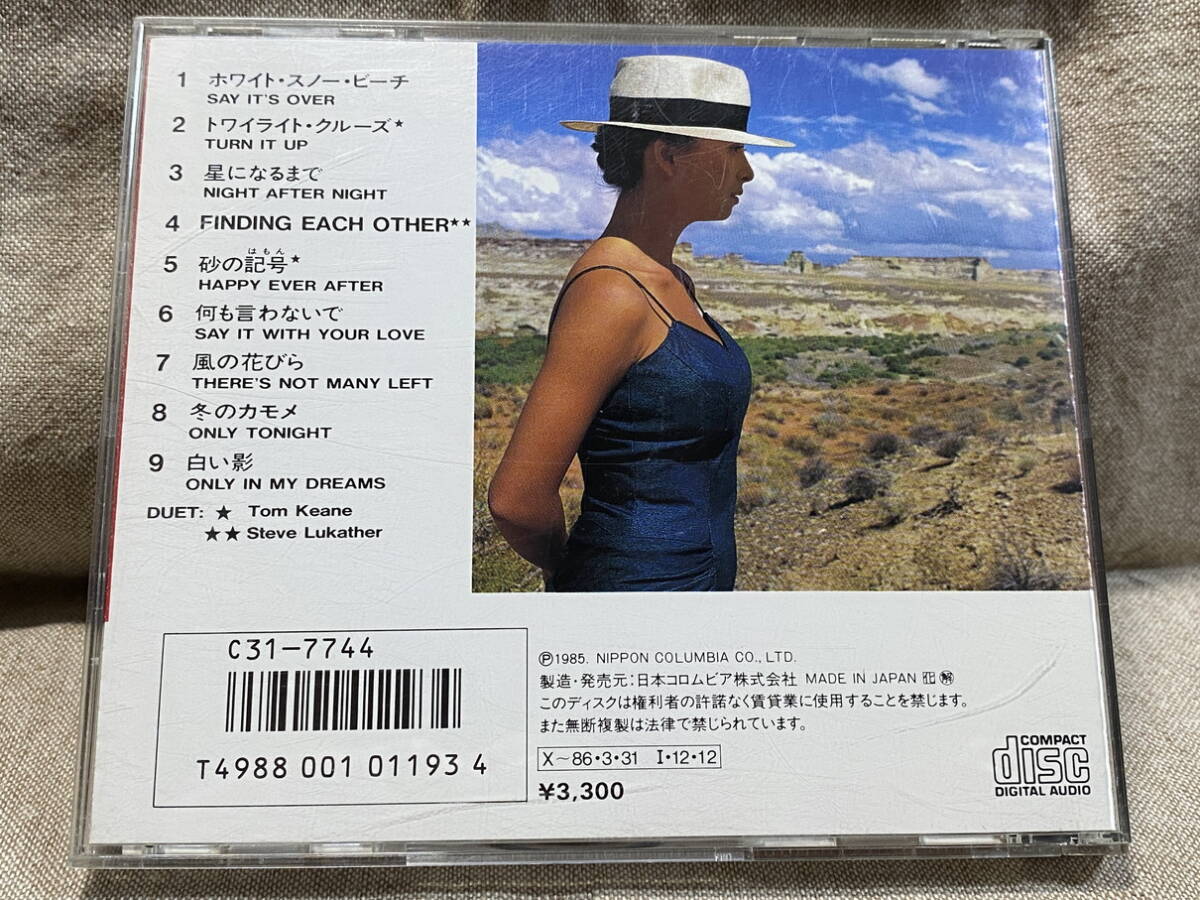 1 ホワイト・スノー・ビーチ
SAY IT'S OVER
2 トワイライト・クルーズ★
TURN IT UP
3 星になるまで
NIGHT AFTER NIGHT
4 FINDING EACH OTHER★★
はもん
5 砂の記号★
HAPPY EVER AFTER
6 何も言わないで
SAY IT WITH YOUR LOVE
7 風の花びら
THERE'S NOT MANY LEFT
8 冬のカモメ
ONLY TONIGHT
9 白い影
ONLY IN MY DREAMS
DUET: ★ Tom Keane
★★ Steve Lukather
C31-7744
T4988 001 01193 4
Ⓟ1985. NIPPON COLUMBIA CO., LTD.
製造・発売元:日本コロムビア株式会社 MADE IN JAPAN
このディスクは権利者の許諾なく賃貸業に使用することを禁じます。
また無断複製は法律で禁じられています。
X~86・3・31 I・12・12
¥3,300
COMPACT
disc
DIGITAL AUDIO